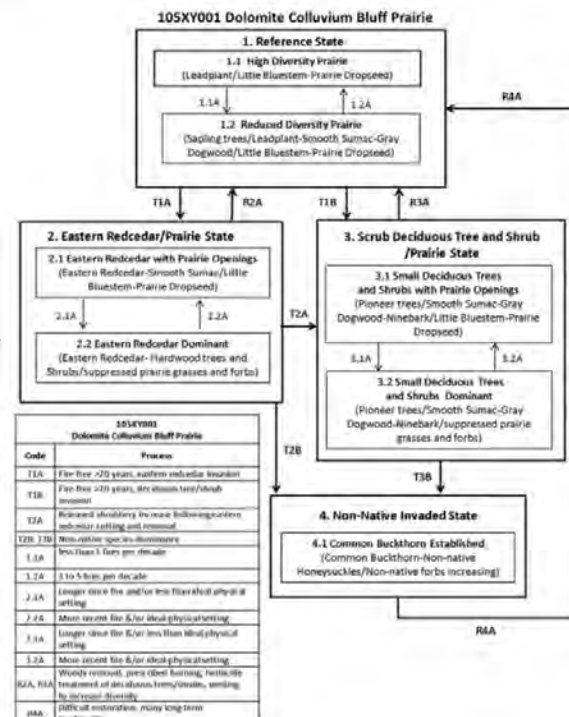 105XY001 Dolomite Colluvium Bluff Prairie
1. Reference State
1.1 High Diversity Prairie
(Leadplant/Little Bluestem-Prairie Dropseed)
1.1A
1.2A
1.2 Reduced Diversity Prairie
(Sapling trees/Leadplant-Smooth Sumac-Gray
Dogwood/Little Bluestem-Prairie Dropseed)
R4A
T1A
R2A
T1B
R3A
2. Eastern Redcedar/Prairie State
2.1 Eastern Redcedar with Prairie Openings
(Eastern Redcedar-Smooth Sumac/Little
Bluestem-Prairie Dropseed)
2.1A
2.2A
2.2 Eastern Redcedar Dominant
(Eastern Redcedar-Hardwood trees and
Shrubs/suppressed prairie grasses and forbs)
T2A
3. Scrub Deciduous Tree and Shrub
/Prairie State
3.1 Small Deciduous Trees
and Shrubs with Prairie Openings
(Pioneer trees/Smooth Sumac-Gray
Dogwood-Ninebark/Little Bluestem-Prairie
Dropseed)
3.1A
3.2A
3.2 Small Deciduous Trees
and Shrubs Dominant
(Pioneer trees/Smooth Sumac-Gray
Dogwood-Ninebark/suppressed prairie
grasses and forbs)
T2B
T3B
4. Non-Native Invaded State
4.1 Common Buckthorn Established
(Common Buckthorn-Non-native
Honeysuckles/Non-native forbs increasing)
R4A
105XY001
Dolomite Colluvium Bluff Prairie
Code Process
T1A Fire-free >20 years, eastern redcedar invasion
T1B Fire-free >20 years, deciduous tree/shrub
invasion
T2A Released shrubbery increase following eastern
redcedar cutting and removal
T2B, T3B Non-native species dominance
1.1A less than 3 fires per decade
1.2A 3 to 5 fires per decade
2.1A Longer since fire and/or less than ideal physical
setting
2.2A More recent fire &/or ideal physical setting
3.1A Longer since fire &/or less than ideal physical
setting
3.2A More recent fire &/or ideal physical setting
R2A, R3A Woody removal, prescribed burning, herbicide
treatment of deciduous trees/shrubs, seeding
to increase diversity
R4A Difficult restoration, many long term